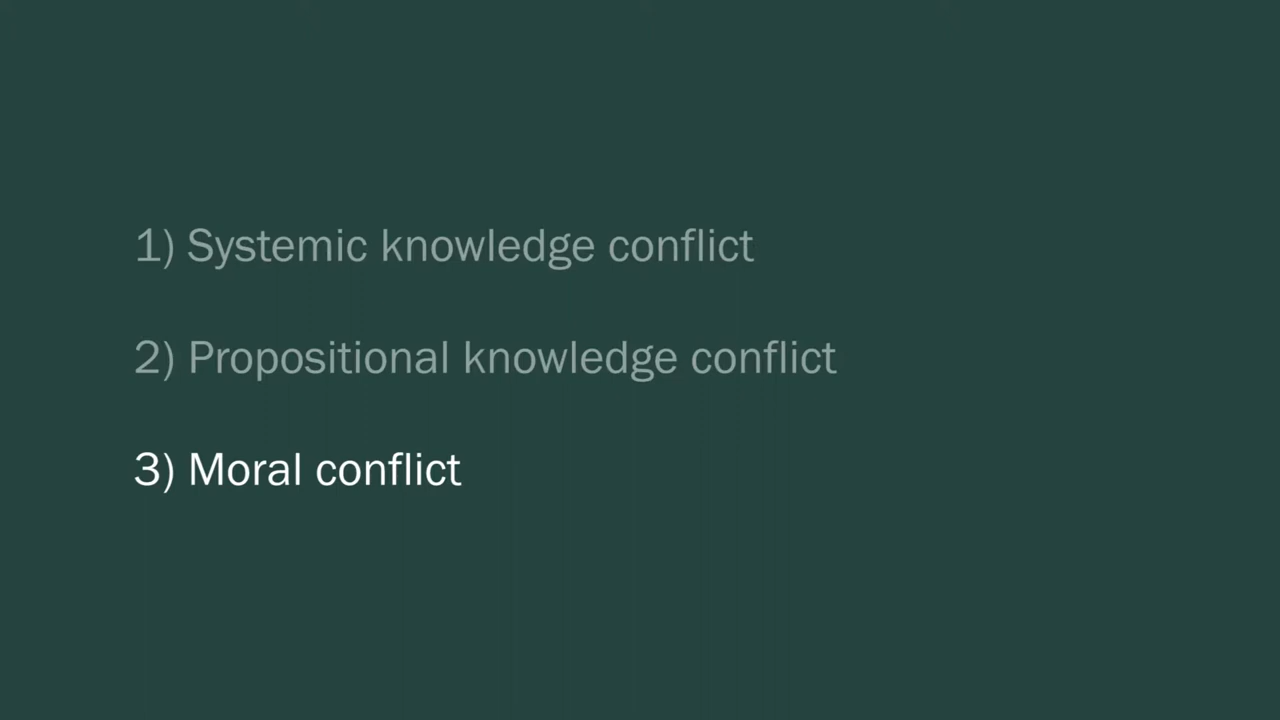 1) Systemic knowledge conflict
2) Propositional knowledge conflict
3) Moral conflict